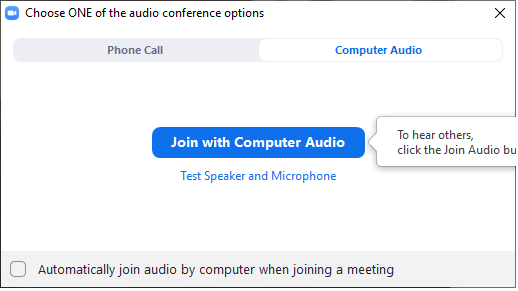 Choose ONE of the audio conference options
Phone Call
Computer Audio
Join with Computer Audio
To hear others,
click the Join Audio bu
Test Speaker and Microphone
Automatically join audio by computer when joining a meeting